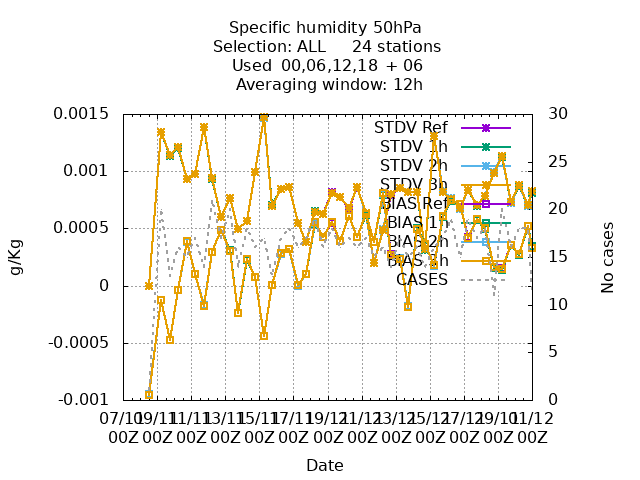 Specific humidity 50hPa
Selection: ALL 24 stations
Used 00,06,12,18 + 06
Averaging window: 12h
STDV Ref
STDV 1h
STDV 2h
STDV 3h
BIAS Ref
BIAS 1h
BIAS 2h
BIAS 3h
CASES
0.0015
0.001
0.0005
0
-0.0005
-0.001
g/Kg
30
25
20
15
10
5
0
No cases
07/10 09/11 11/11 13/11 15/11 17/11 19/12 21/12 23/12 25/12 27/12 29/10 01/12
00Z 00Z 00Z 00Z 00Z 00Z 00Z 00Z 00Z 00Z 00Z 00Z 00Z
Date